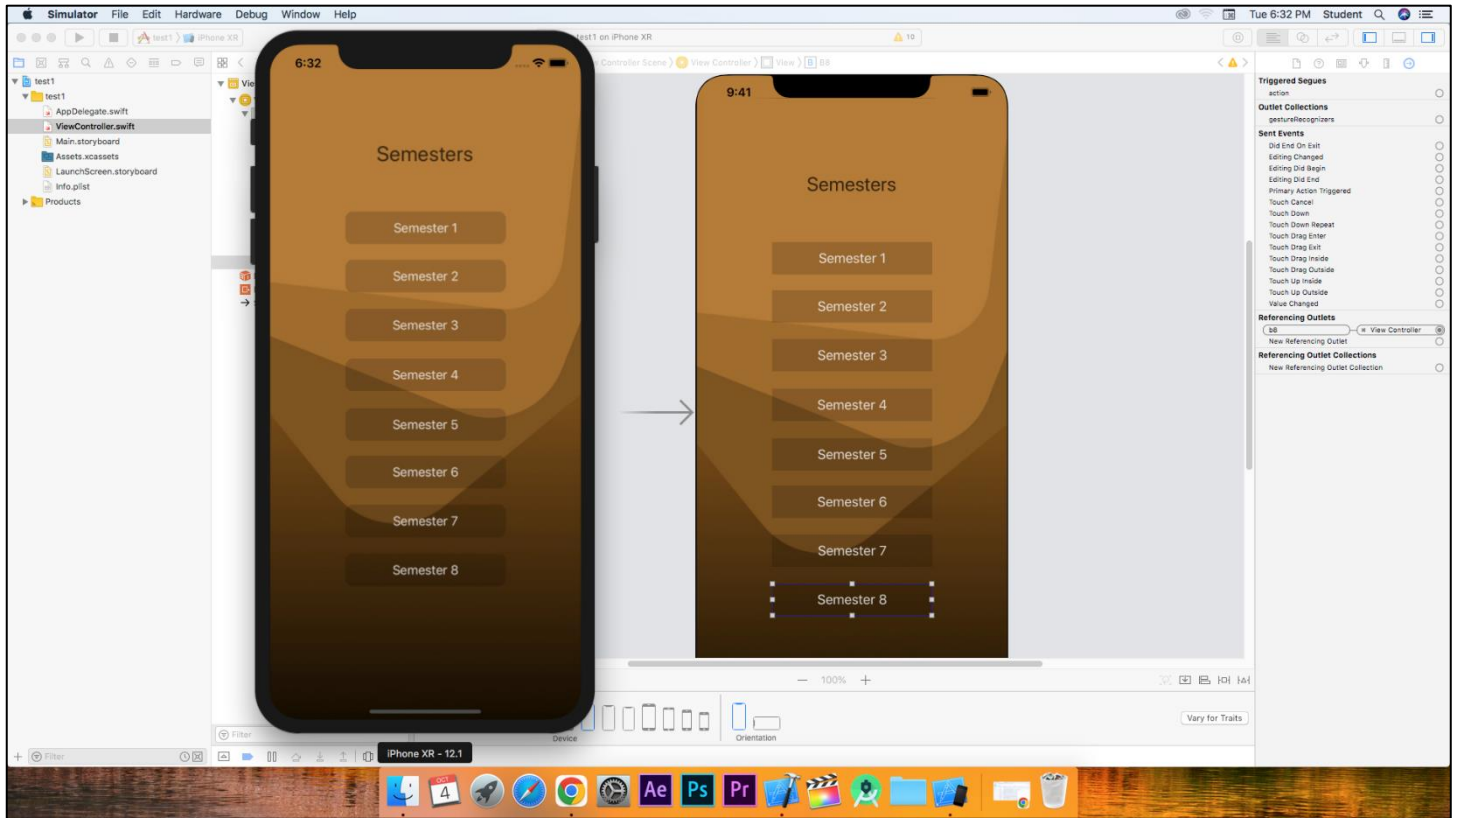 Simulator File Edit Hardware Debug Window Help
Tue 6:32 PM Student
test1 iPhone XR
test1 on iPhone XR
10
Controller Scene View Controller View B B8
test1
test1
AppDelegate.swift
ViewController.swift
Main.storyboard
Assets.xcassets
LaunchScreen.storyboard
Info.plist
Products
Filter
Vie
Filter
6:32
Semesters
Semester 1
Semester 2
Semester 3
Semester 4
Semester 5
Semester 6
Semester 7
Semester 8
iPhone XR - 12.1
9:41
Semesters
Semester 1
Semester 2
Semester 3
Semester 4
Semester 5
Semester 6
Semester 7
Semester 8
100%
Device
Orientation
Vary for Traits
Triggered Segues
action
Outlet Collections
gestureRecognizers
Sent Events
Did End On Exit
Editing Changed
Editing Did Begin
Editing Did End
Primary Action Triggered
Touch Cancel
Touch Down
Touch Down Repeat
Touch Drag Enter
Touch Drag Exit
Touch Drag Inside
Touch Drag Outside
Touch Up Inside
Touch Up Outside
Value Changed
Referencing Outlets
b8 View Controller
New Referencing Outlet
Referencing Outlet Collections
New Referencing Outlet Collection
OCT
4
Ae
Ps
Pr